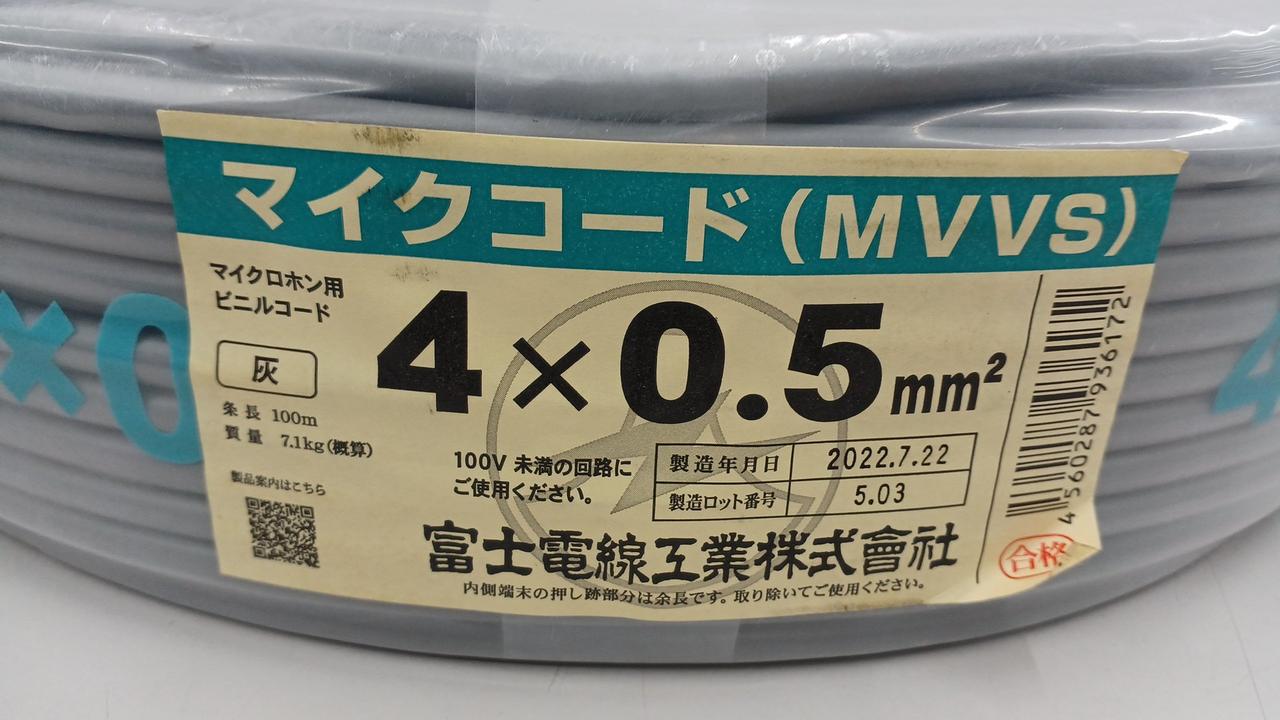 マイクコード(MVVS)
マイクロホン用
ビニルコード
4×0.5mm²
灰
条長 100m
質量 7.1kg(概算)
製品案内はこちら
100V 未満の回路に
ご使用ください。
製造年月日 2022.7.22
製造ロット番号 5.03
富士電線工業株式會社
内側端末の押し跡部分は余長です。取り除いてご使用ください。
4560287936172
合格
×0
4